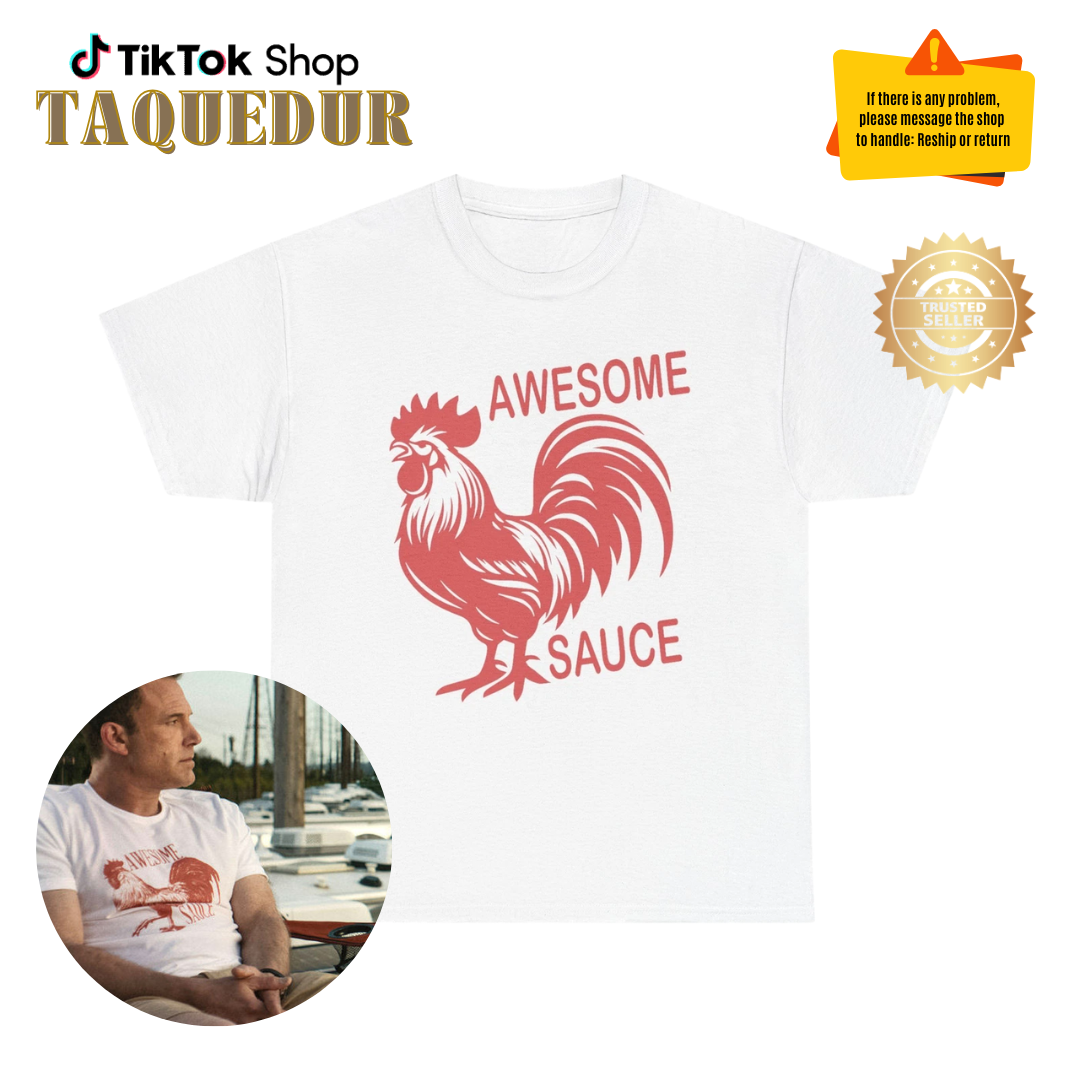 TikTok Shop
TAQUEDUR
If there is any problem,
please message the shop
to handle: Reship or return
TRUSTED
SELLER
AWESOME
SAUCE
AWESOME
SAUCE